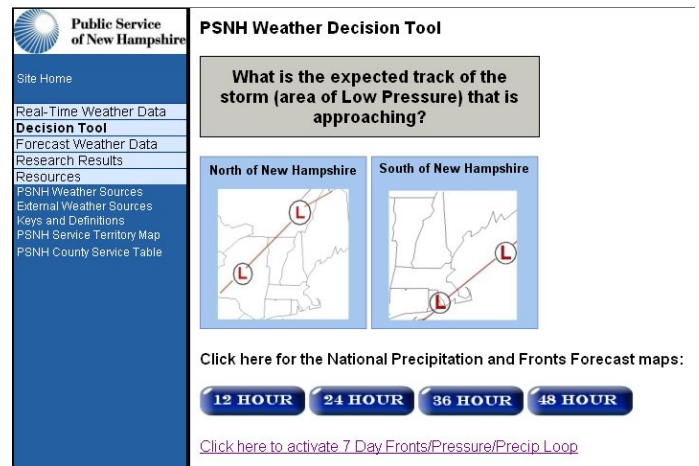 Public Service
of New Hampshire
Site Home
Real-Time Weather Data
Decision Tool
Forecast Weather Data
Research Results
Resources
PSNH Weather Sources
External Weather Sources
Keys and Definitions
PSNH Service Territory Map
PSNH County Service Table
PSNH Weather Decision Tool
What is the expected track of the
storm (area of Low Pressure) that is
approaching?
North of New Hampshire
L
L
South of New Hampshire
L
L
Click here for the National Precipitation and Fronts Forecast maps:
12 HOUR 24 HOUR 36 HOUR 48 HOUR
Click here to activate 7 Day Fronts/Pressure/Precip Loop